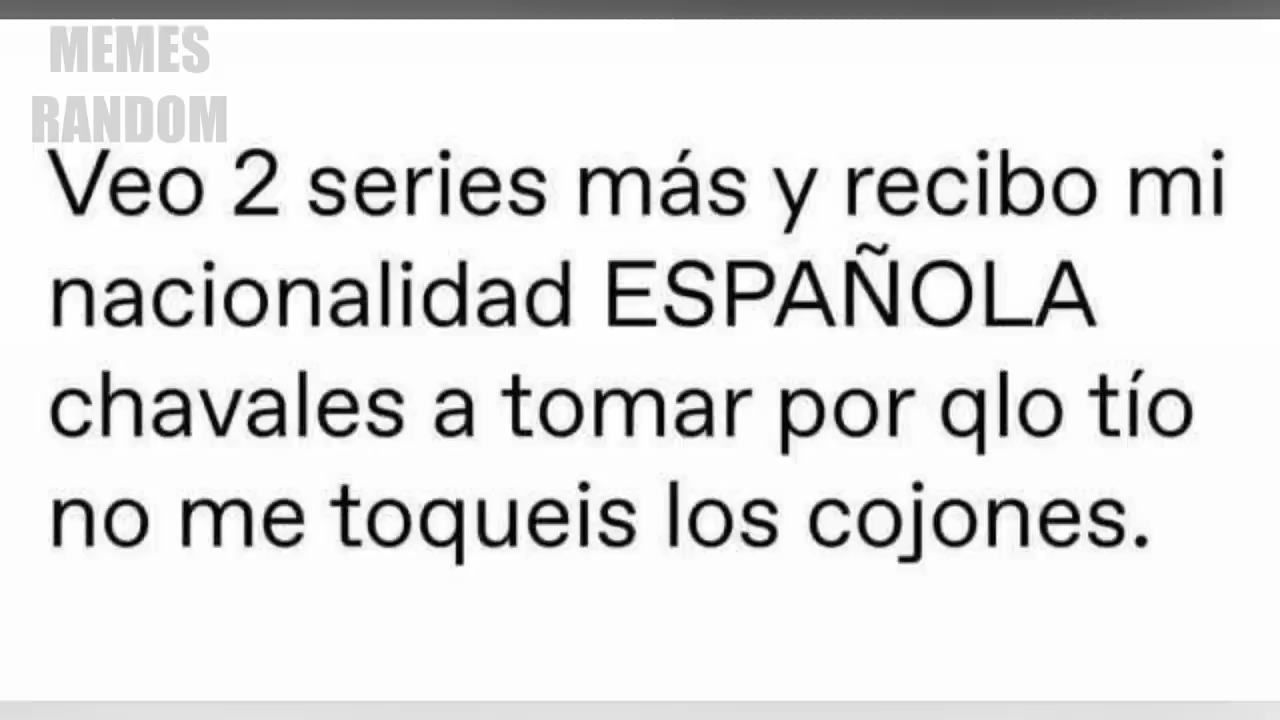 MEMES
RANDOM
Veo 2 series más y recibo mi
nacionalidad ESPAÑOLA
chavales a tomar por qlo tío
no me toqueis los cojones.